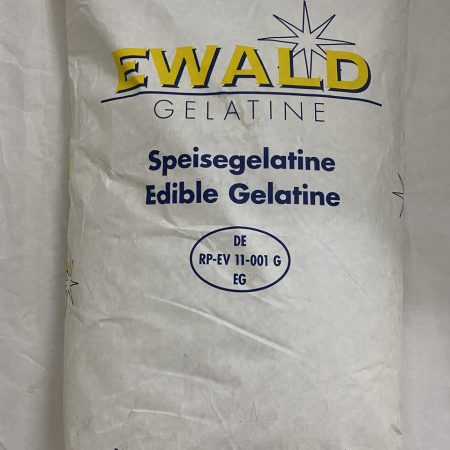 EWALD
GELATINE
Speisegelatine
Edible Gelatine
DE
RP-EV 11-001 G
EG